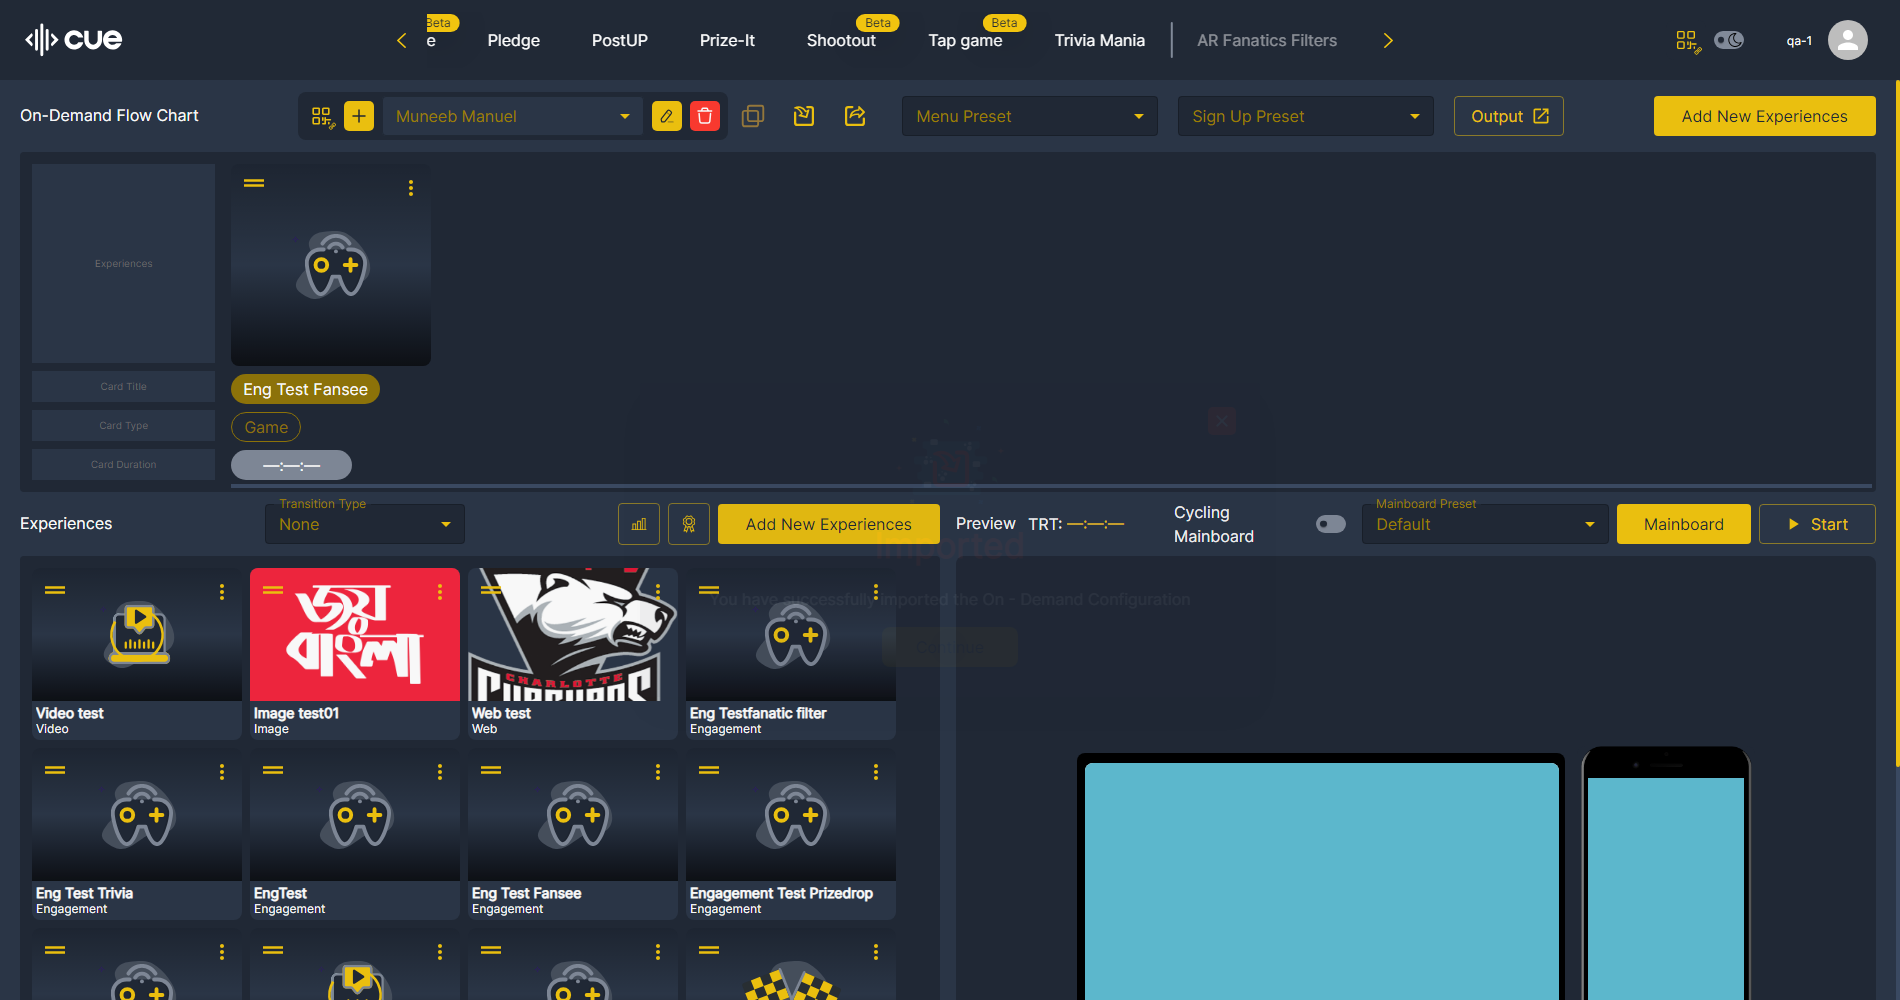 cue
Beta
e
Pledge
PostUP
Prize-It
Beta
Shootout
Beta
Tap game
Trivia Mania
AR Fanatics Filters
qa-1
On-Demand Flow Chart
Muneeb Manuel
Menu Preset
Sign Up Preset
Output
Add New Experiences
Experiences
Card Title
Eng Test Fansee
Card Type
Game
Card Duration
—:—:—
Experiences
Transition Type
None
Add New Experiences
Preview
TRT: —:—:—
Cycling
Mainboard
Mainboard Preset
Default
Mainboard
Start
Imported
You have successfully imported the On - Demand Configuration
Continue
Video test
Video
জয়
বাংলা
Image test01
Image
CHARLOTTE
Web test
Web
Eng Testfanatic filter
Engagement
Eng Test Trivia
Engagement
EngTest
Engagement
Eng Test Fansee
Engagement
Engagement Test Prizedrop
Engagement